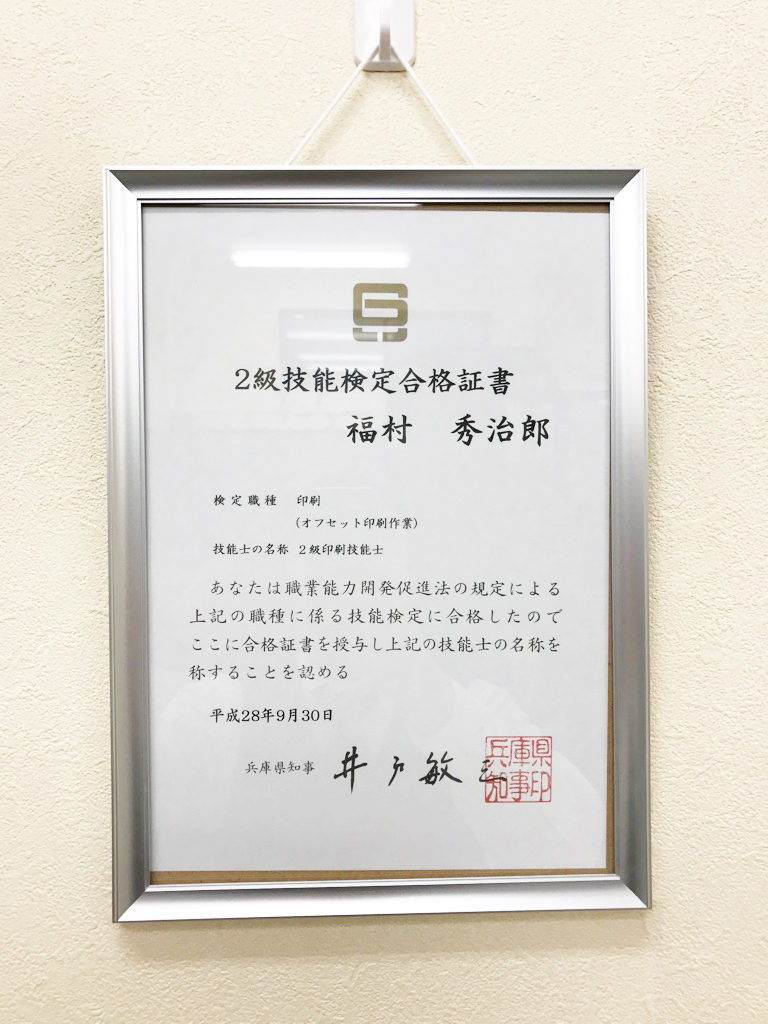 2級技能検定合格証書
福村 秀治郎
検定職種 印刷
(オフセット印刷作業)
技能士の名称 2級印刷技能士
あなたは職業能力開発促進法の規定による
上記の職種に係る技能検定に合格したので
ここに合格証書を授与し上記の技能士の名称を
称することを認める
平成28年9月30日
兵庫県知事 井戸敏三
兵庫県知事印